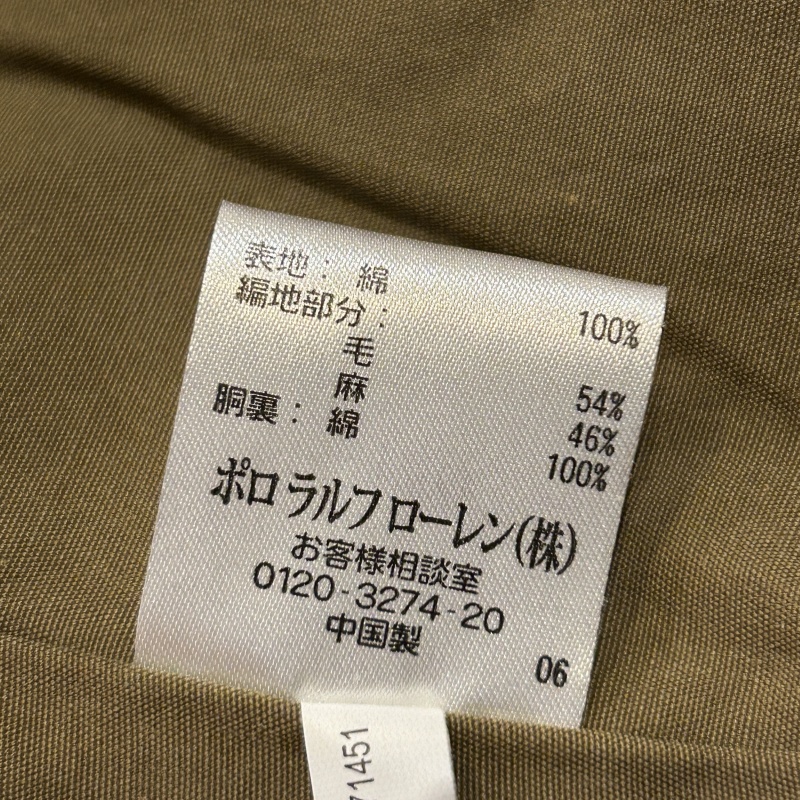 表地： 綿 100%
編地部分：
毛 54%
麻 46%
胴裏： 綿 100%
ポロ ラルフ ローレン(株)
お客様相談室
0120-3274-20
中国製
06
71451